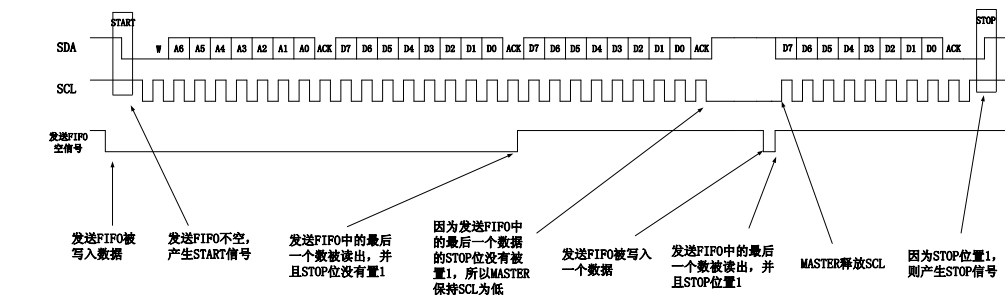 START
STOP
SDA
W A6 A5 A4 A3 A2 A1 A0 ACK D7 D6 D5 D4 D3 D2 D1 D0 ACK D7 D6 D5 D4 D3 D2 D1 D0 ACK D7 D6 D5 D4 D3 D2 D1 D0 ACK
SCL
发送FIFO
空信号
发送FIFO被
写入数据
发送FIFO不空,
产生START信号
发送FIFO中的最后
一个数被读出，并
且STOP位没有置1
因为发送FIFO中
的最后一个数据
的STOP位没有被
置1，所以MASTER
保持SCL为低
发送FIFO被写入
一个数据
发送FIFO中的最后
一个数被读出，并
且STOP位置1
MASTER释放SCL
因为STOP位置1,
则产生STOP信号